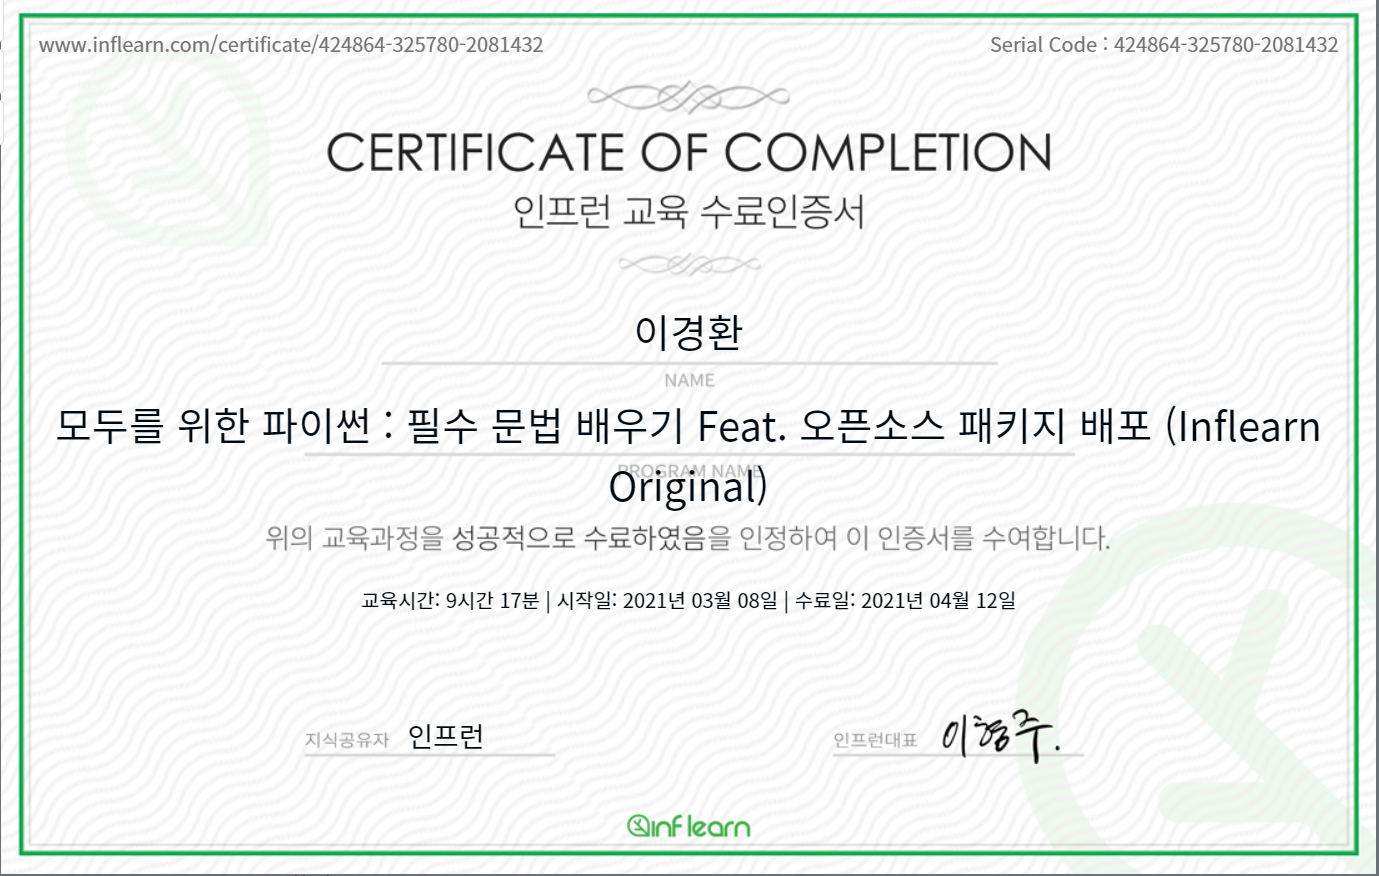 www.inflearn.com/certificate/424864-325780-2081432
Serial Code : 424864-325780-2081432
CERTIFICATE OF COMPLETION
인프런 교육 수료인증서
이경환
NAME
모두를 위한 파이썬 : 필수 문법 배우기 Feat. 오픈소스 패키지 배포 (Inflearn
PROGRAM NAME
Original)
위의 교육과정을 성공적으로 수료하였음을 인정하여 이 인증서를 수여합니다.
교육시간: 9시간 17분 | 시작일: 2021년 03월 08일 | 수료일: 2021년 04월 12일
지식공유자 인프런
인프런대표 이형주.
inflearn